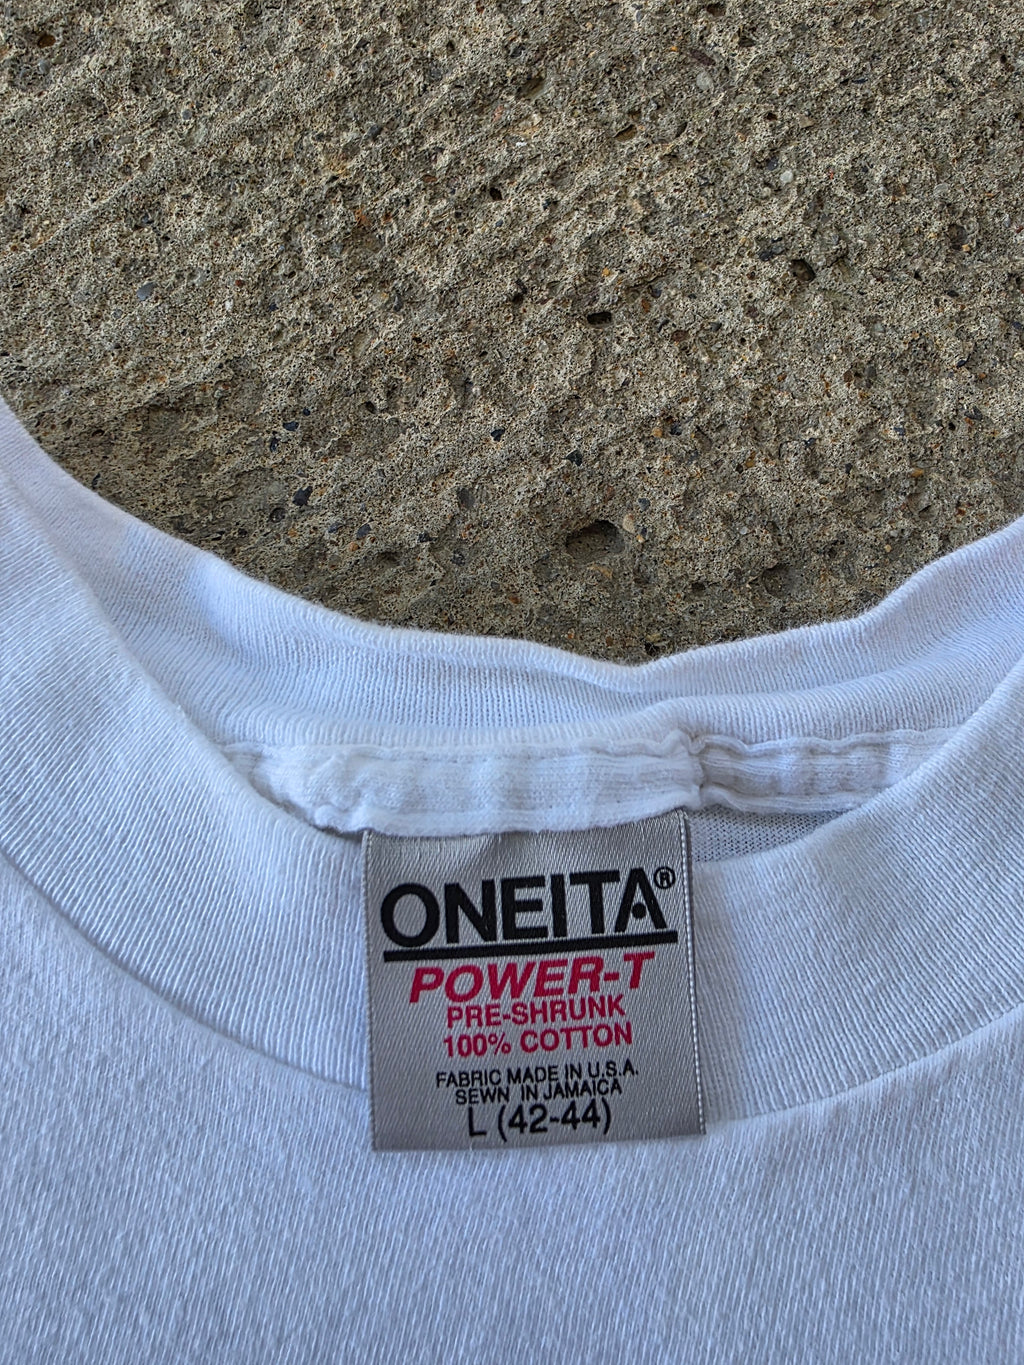 ONEITA®
POWER-T
PRE-SHRUNK
100% COTTON
FABRIC MADE IN U.S.A.
SEWN IN JAMAICA
L (42-44)